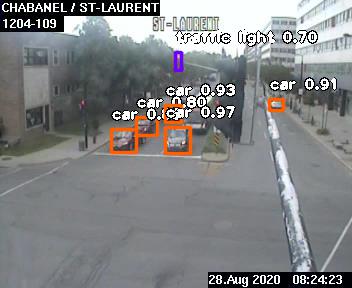 CHABANEL / ST-LAURENT
1204-109
ST-LAURENT
traffic light 0.70
car 0.93
car 0.91
car 0.80
car 0.97
28.Aug 2020 08:24:23